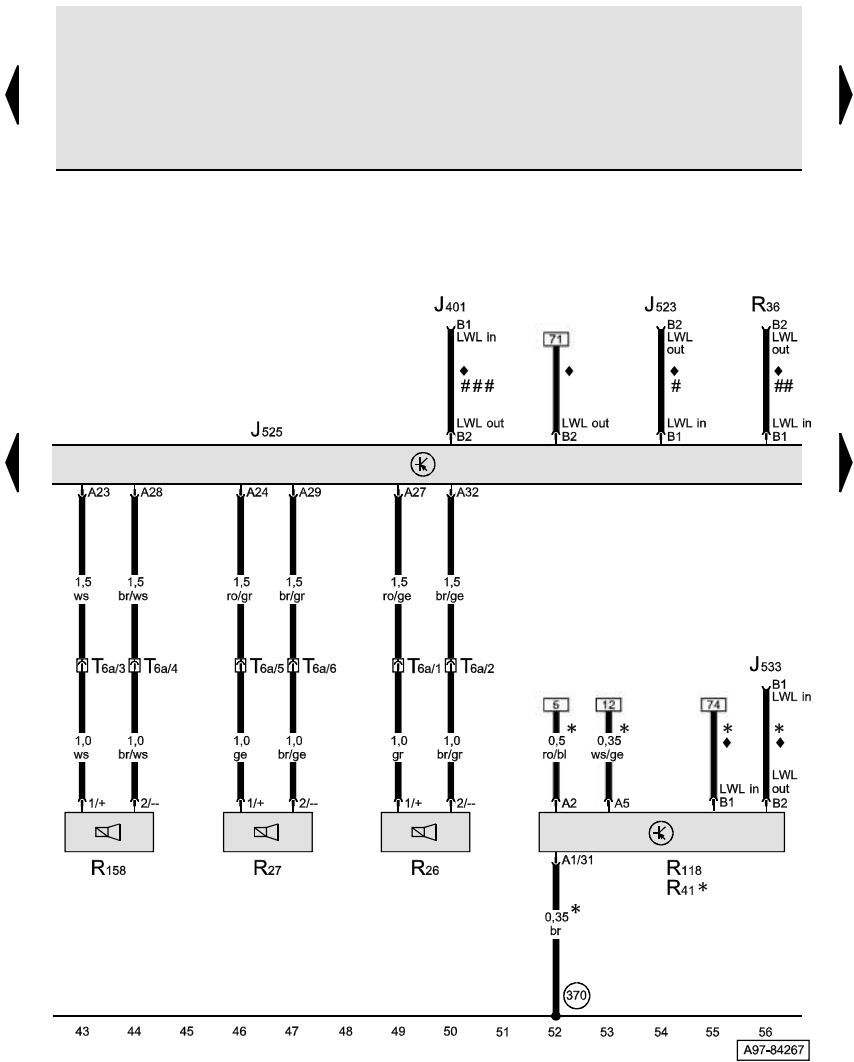 J401 J523 R36
B1 B2 B2
LWL in LWL out LWL out
71
♦ ♦ ♦ ♦
### # ##
J525
LWL out LWL out LWL in LWL in
B2 B2 B1 B1
A23 A28 A24 A29 A27 A32
1,5 1,5 1,5 1,5 1,5 1,5
ws br/ws ro/gr br/gr ro/ge br/ge
T6a/3 T6a/4 T6a/5 T6a/6 T6a/1 T6a/2
J533
B1
LWL in
5 12 74
* * * *
♦ ♦
1,0 1,0 1,0 1,0 1,0 1,0 0,5 0,35
ws br/ws ge br/ge gr br/gr ro/bl ws/ge
LWL in LWL out
1/+ 2/-- 1/+ 2/-- 1/+ 2/-- A2 A5 B1 B2
R158 R27 R26
A1/31
R118
R41*
0,35 *
br
370
43 44 45 46 47 48 49 50 51 52 53 54 55 56
A97-84267